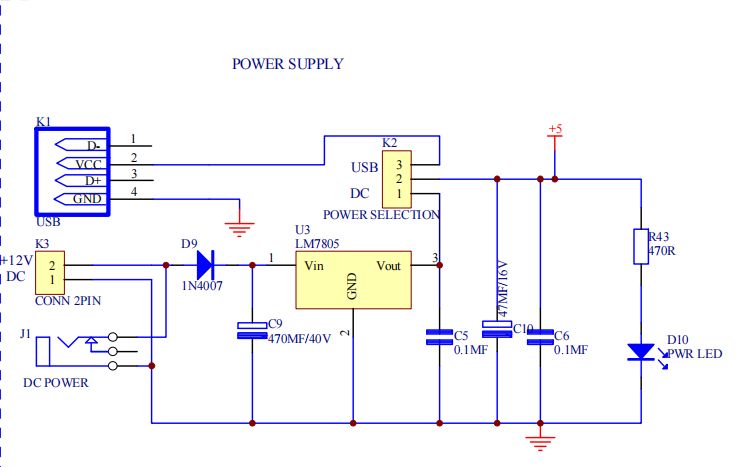 POWER SUPPLY
K1
D-
1
VCC
2
D+
3
GND
4
USB
K2
USB
3
2
DC
1
POWER SELECTION
+5
K3
+12V
2
DC
1
CONN 2PIN
D9
1N4007
U3
LM7805
1
Vin
Vout
3
GND
2
C9
470MF/40V
J1
DC POWER
C5
0.1MF
47MF/16V
C10
C6
0.1MF
R43
470R
D10
PWR LED